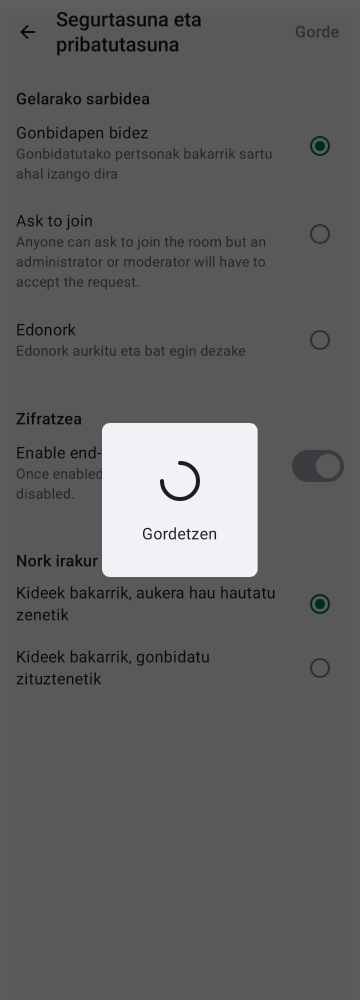 Segurtasuna eta
pribatutasuna
Gorde
Gelarako sarbidea
Gonbidapen bidez
Gonbidatutako pertsonak bakarrik sartu
ahal izango dira
Ask to join
Anyone can ask to join the room but an
administrator or moderator will have to
accept the request.
Edonork
Edonork aurkitu eta bat egin dezake
Zifratzea
Enable end-
Once enabled
disabled.
Gordetzen
Nork irakur
Kideek bakarrik, aukera hau hautatu
zenetik
Kideek bakarrik, gonbidatu
zituztenetik